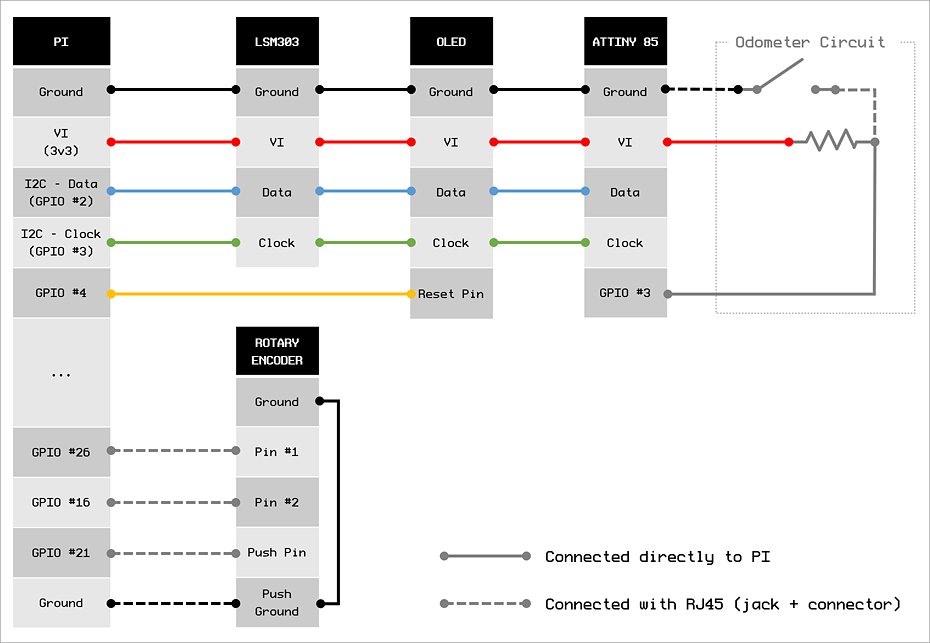 PI
LSM303
OLED
ATTINY 85
Odometer Circuit
Ground
Ground
Ground
Ground
VI
(3v3)
VI
VI
VI
I2C - Data
(GPIO #2)
Data
Data
Data
I2C - Clock
(GPIO #3)
Clock
Clock
Clock
GPIO #4
Reset Pin
GPIO #3
...
ROTARY
ENCODER
Ground
GPIO #26
Pin #1
GPIO #16
Pin #2
GPIO #21
Push Pin
Ground
Push
Ground
Connected directly to PI
Connected with RJ45 (jack + connector)